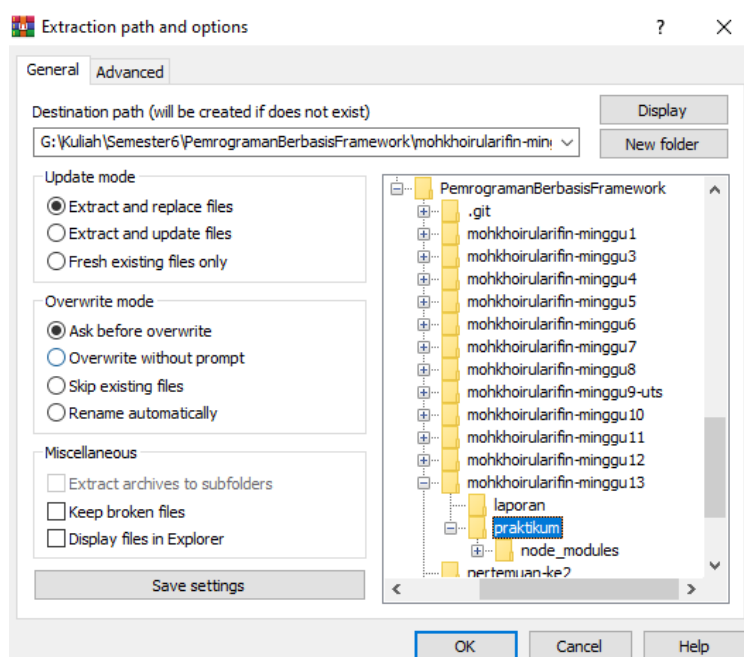 Extraction path and options
?
General
Advanced
Destination path (will be created if does not exist)
Display
G:\Kuliah\Semester6\PemrogramanBerbasisFramework\mohkhoirularifin-ming
New folder
Update mode
Extract and replace files
Extract and update files
Fresh existing files only
Overwrite mode
Ask before overwrite
Overwrite without prompt
Skip existing files
Rename automatically
Miscellaneous
Extract archives to subfolders
Keep broken files
Display files in Explorer
Save settings
PemrogramanBerbasisFramework
.git
mohkhoirularifin-minggu1
mohkhoirularifin-minggu3
mohkhoirularifin-minggu4
mohkhoirularifin-minggu5
mohkhoirularifin-minggu6
mohkhoirularifin-minggu7
mohkhoirularifin-minggu8
mohkhoirularifin-minggu9-uts
mohkhoirularifin-minggu10
mohkhoirularifin-minggu11
mohkhoirularifin-minggu12
mohkhoirularifin-minggu13
laporan
praktikum
node_modules
pertemuan-ke2
OK
Cancel
Help